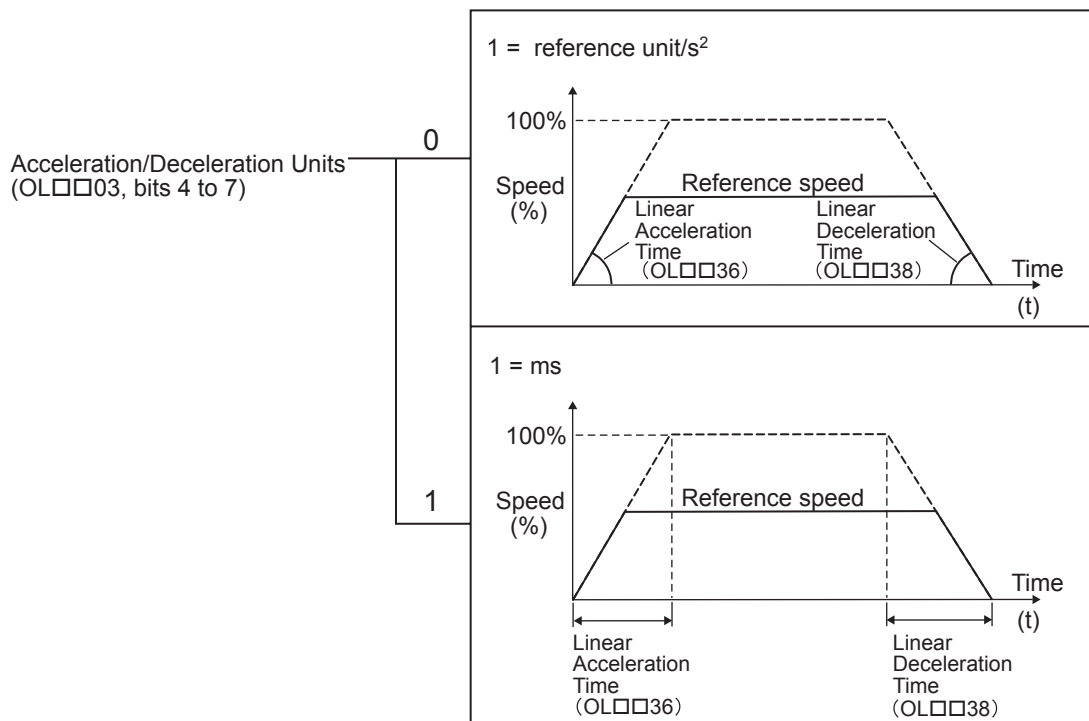 Acceleration/Deceleration Units
(OL□□03, bits 4 to 7)
0
1 = reference unit/s²
100%
Speed
(%)
Reference speed
Linear
Acceleration
Time
（OL□□36）
Linear
Deceleration
Time
（OL□□38）
Time
(t)
1
1 = ms
100%
Speed
(%)
Reference speed
Time
(t)
Linear
Acceleration
Time
（OL□□36）
Linear
Deceleration
Time
（OL□□38）